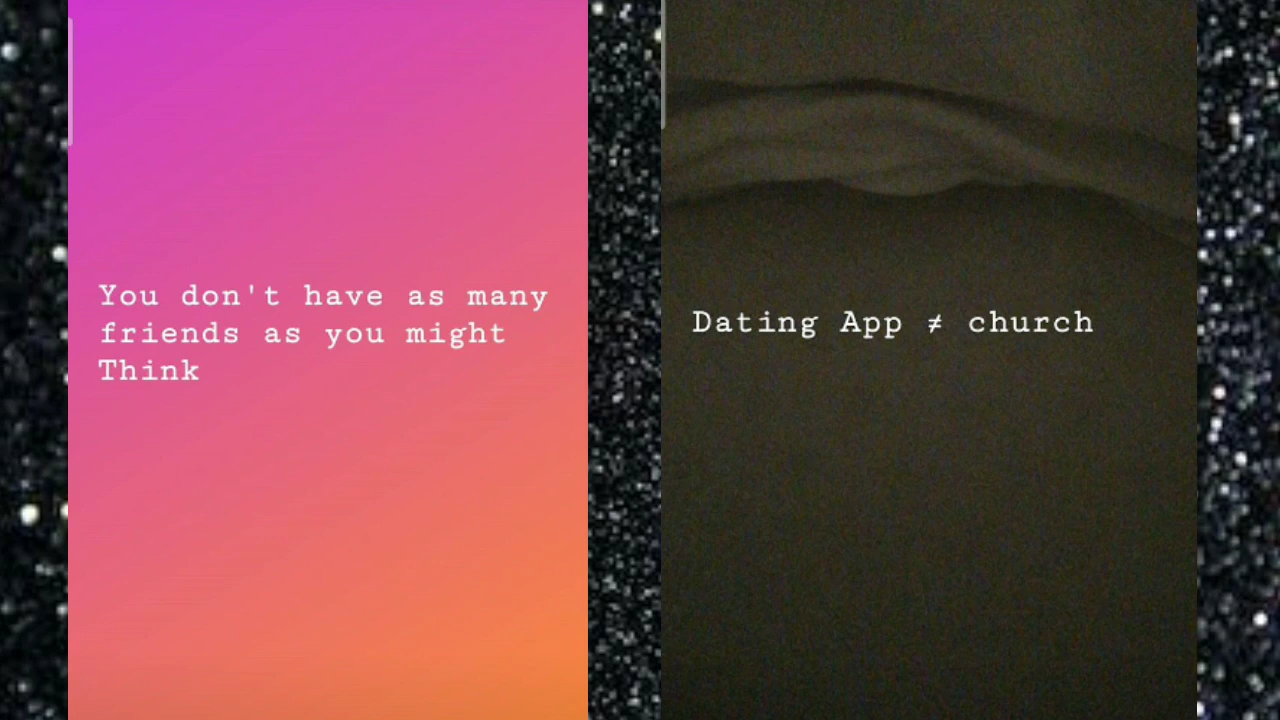 You don't have as many
friends as you might
Think
Dating App ≠ church